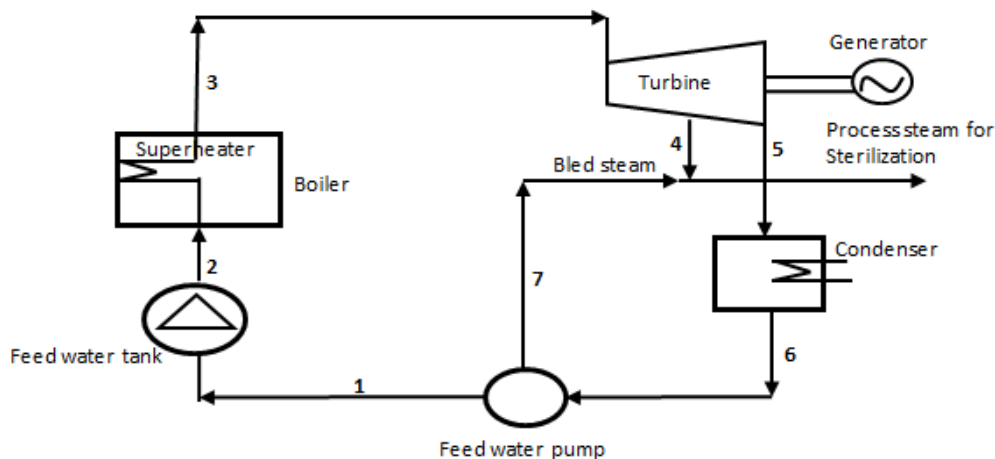 Generator
3
Turbine
Process steam for
Sterilization
4
5
Superheater
Bled steam
Boiler
Condenser
2
7
Feed water tank
6
1
Feed water pump